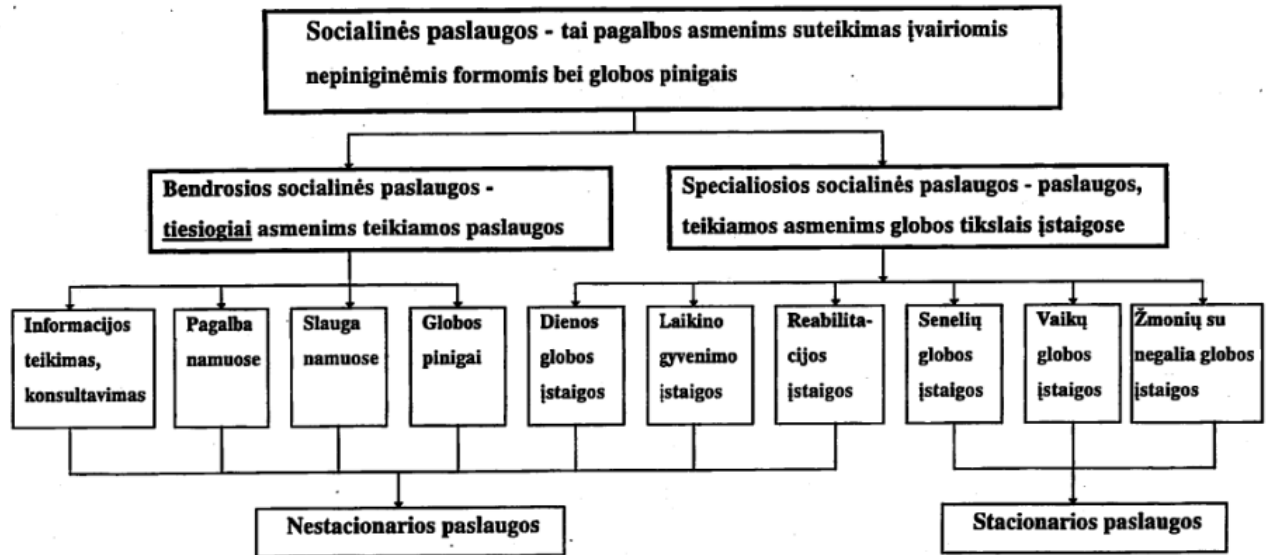 Socialinės paslaugos - tai pagalbos asmenims suteikimas įvairiomis
nepiniginėmis formomis bei globos pinigais
Bendrosios socialinės paslaugos -
tiesiogiai asmenims teikiamos paslaugos
Specialiosios socialinės paslaugos - paslaugos,
teikiamos asmenims globos tikslais įstaigose
Informacijos
teikimas,
konsultavimas
Pagalba
namuose
Slauga
namuose
Globos
pinigai
Dienos
globos
įstaigos
Laikino
gyvenimo
įstaigos
Reabilita-
cijos
įstaigos
Senelių
globos
įstaigos
Vaikų
globos
įstaigos
Žmonių su
negalia globos
įstaigos
Nestacionarios paslaugos
Stacionarios paslaugos